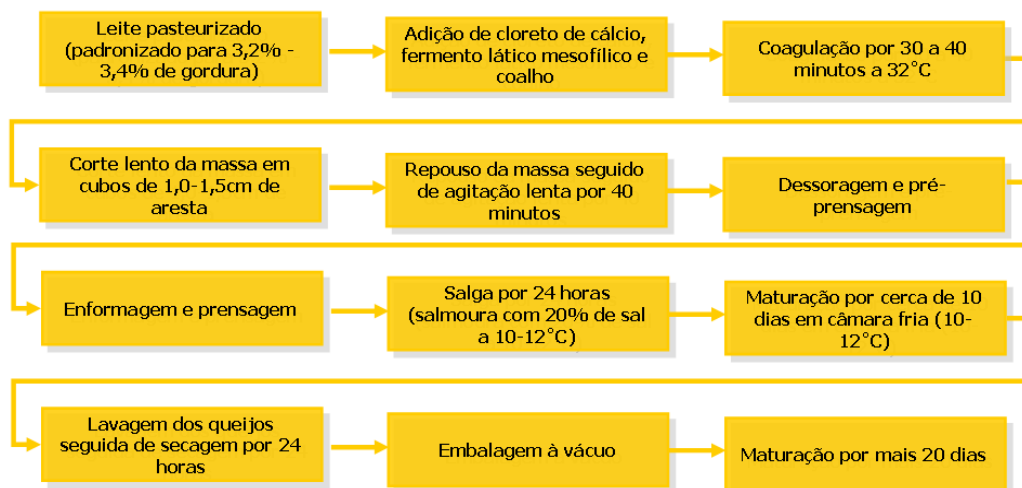 Leite pasteurizado
(padronizado para 3,2% -
3,4% de gordura)
Adição de cloreto de cálcio,
fermento lático mesofílico e
coalho
Coagulação por 30 a 40
minutos a 32°C
Corte lento da massa em
cubos de 1,0-1,5cm de
aresta
Repouso da massa seguido
de agitação lenta por 40
minutos
Dessoragem e pré-
prensagem
Enformagem e prensagem
Salga por 24 horas
(salmoura com 20% de sal
a 10-12°C)
Maturação por cerca de 10
dias em câmara fria (10-
12°C)
Lavagem dos queijos
seguida de secagem por 24
horas
Embalagem à vácuo
Maturação por mais 20 dias